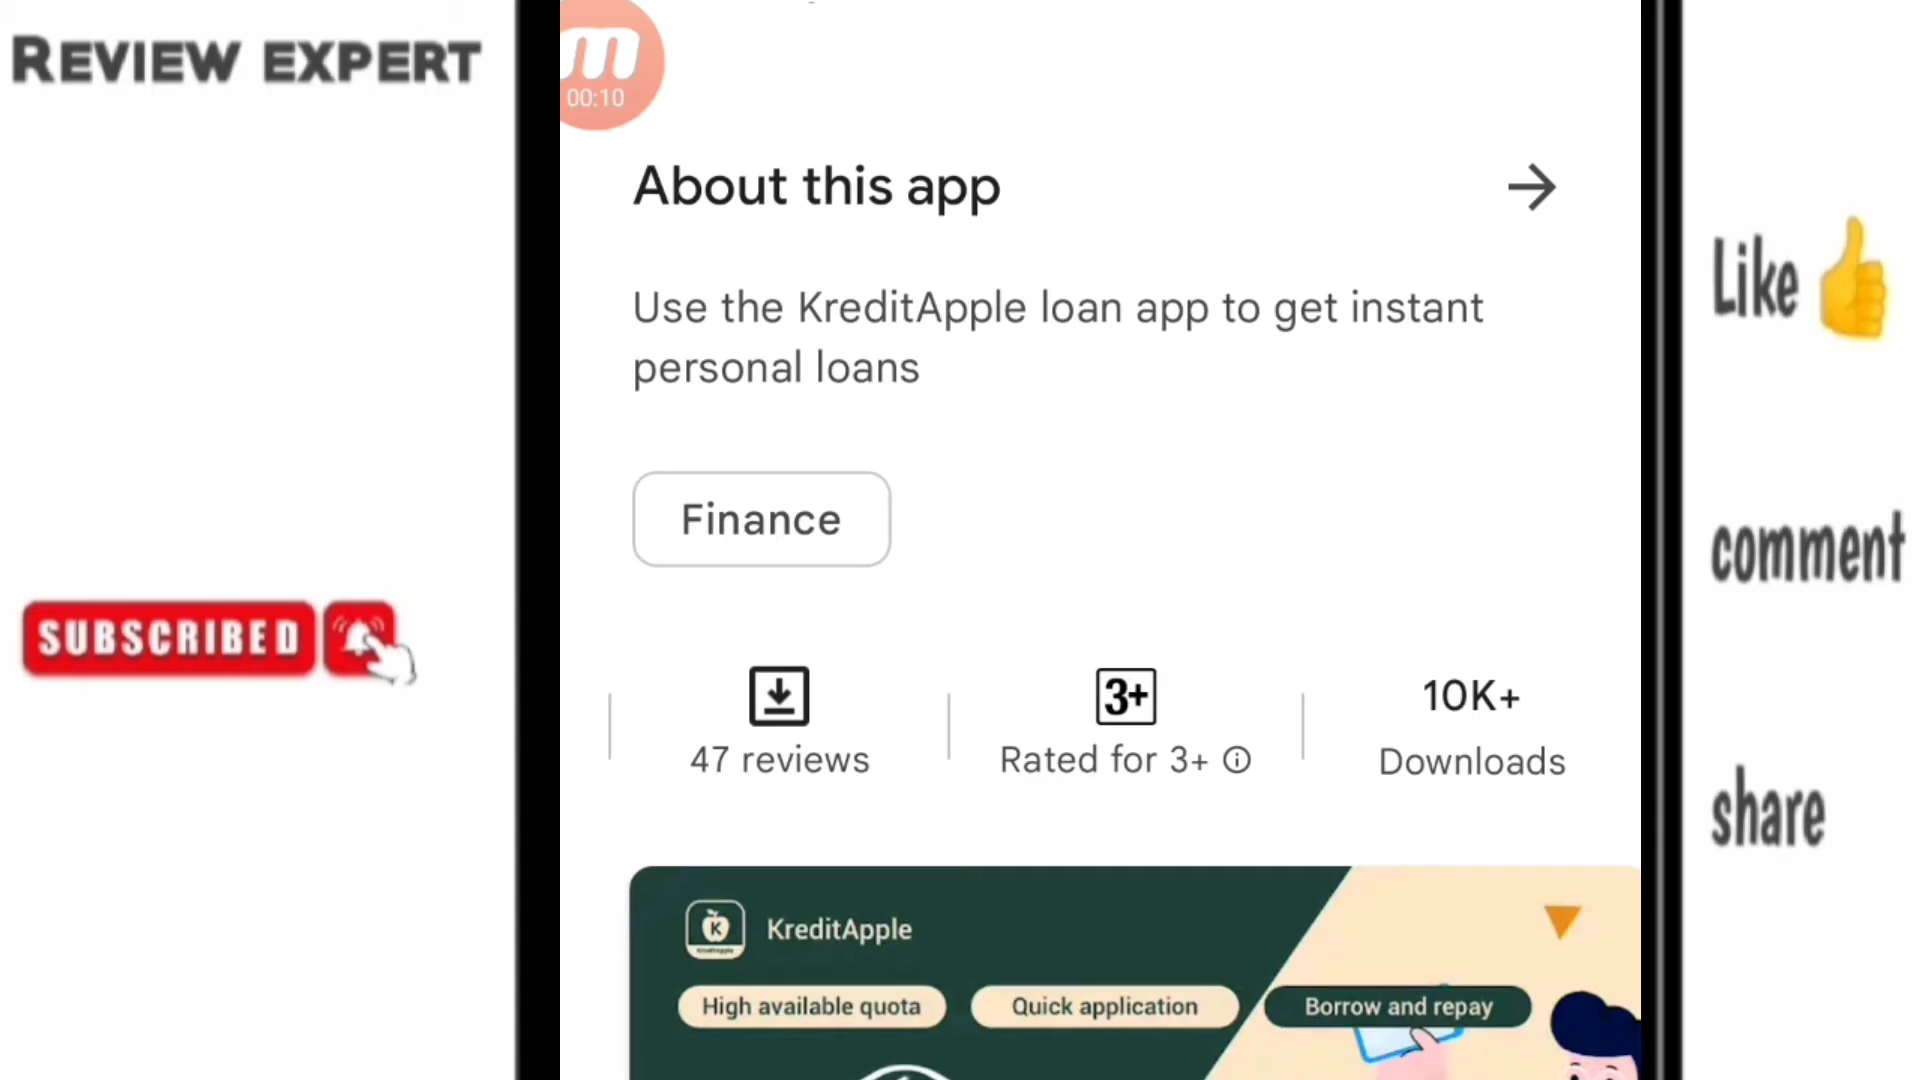 REVIEW EXPERT
m
00:10
About this app
Use the KreditApple loan app to get instant
personal loans
Finance
SUBSCRIBED
47 reviews
3+
Rated for 3+
10K+
Downloads
Like
comment
share
K
KreditApple
High available quota
Quick application
Borrow and repay